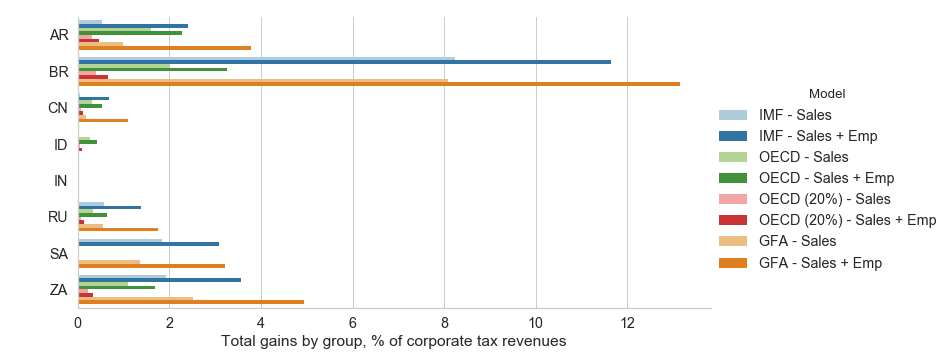 AR
BR
CN
ID
IN
RU
SA
ZA
0 2 4 6 8 10 12
Total gains by group, % of corporate tax revenues
Model
IMF - Sales
IMF - Sales + Emp
OECD - Sales
OECD - Sales + Emp
OECD (20%) - Sales
OECD (20%) - Sales + Emp
GFA - Sales
GFA - Sales + Emp